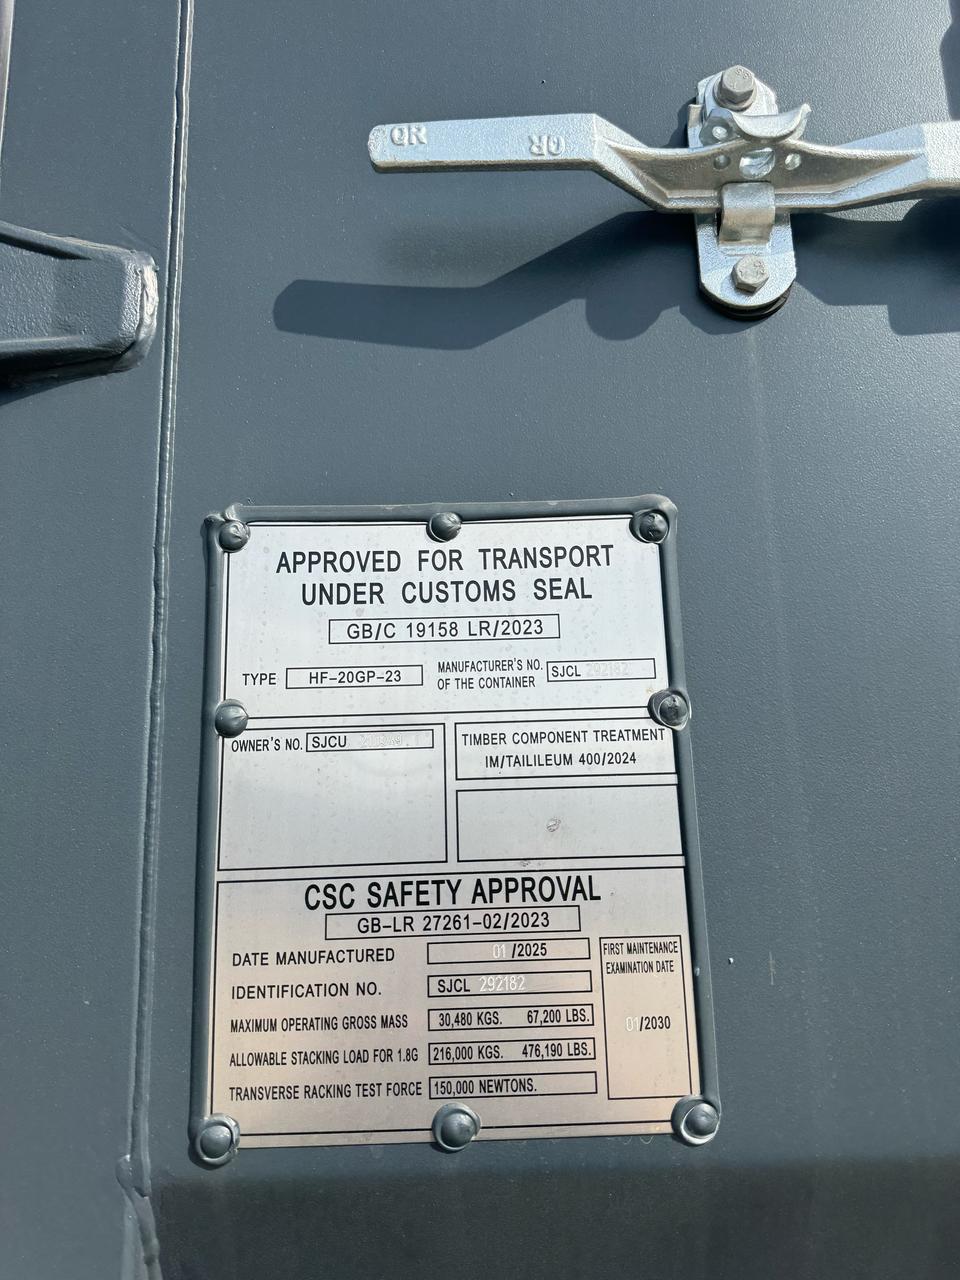 QR
APPROVED FOR TRANSPORT
UNDER CUSTOMS SEAL
GB/C 19158 LR/2023
TYPE HF-20GP-23
MANUFACTURER'S NO.
OF THE CONTAINER
SJCL 292182
OWNER'S NO. SJCU
TIMBER COMPONENT TREATMENT
IM/TAILILEUM 400/2024
CSC SAFETY APPROVAL
GB-LR 27261-02/2023
DATE MANUFACTURED 01/2025
IDENTIFICATION NO. SJCL 292182
MAXIMUM OPERATING GROSS MASS 30,480 KGS. 67,200 LBS.
ALLOWABLE STACKING LOAD FOR 1.8G 216,000 KGS. 476,190 LBS.
TRANSVERSE RACKING TEST FORCE 150,000 NEWTONS.
FIRST MAINTENANCE
EXAMINATION DATE
01/2030